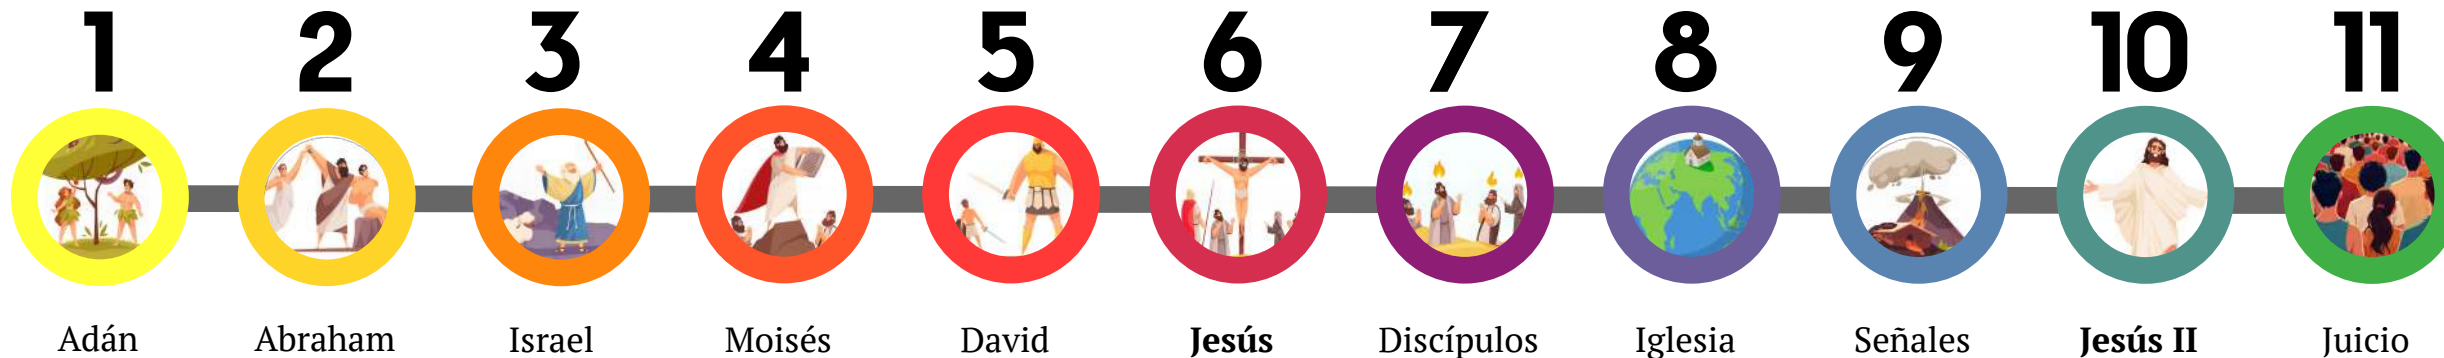 1 2 3 4 5 6 7 8 9 10 11
Adán Abraham Israel Moisés David Jesús Discípulos Iglesia Señales Jesús II Juicio